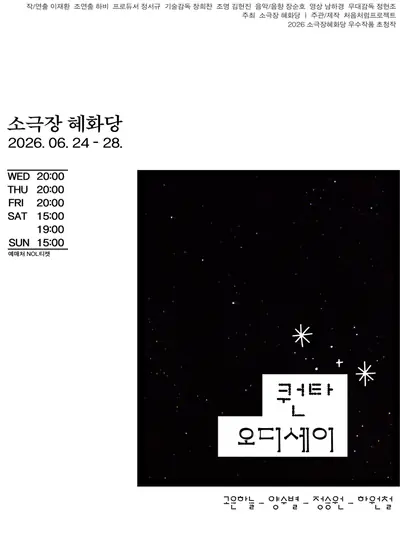 작/연출 이재환 조연출 하비 프로듀서 정서규 기술감독 장희찬 조명 김현진 음악/음향 장순호 영상 남하경 무대감독 정현조
주최 소극장 혜화당 | 주관/제작 처음처럼프로젝트
2026 소극장혜화당 우수작품 초청작
소극장 혜화당
2026. 06. 24 - 28.
WED 20:00
THU 20:00
FRI 20:00
SAT 15:00
19:00
SUN 15:00
예매처 NOL티켓
퀀타
오디세이
고은하늘 – 양수별 – 정승원 – 하원철